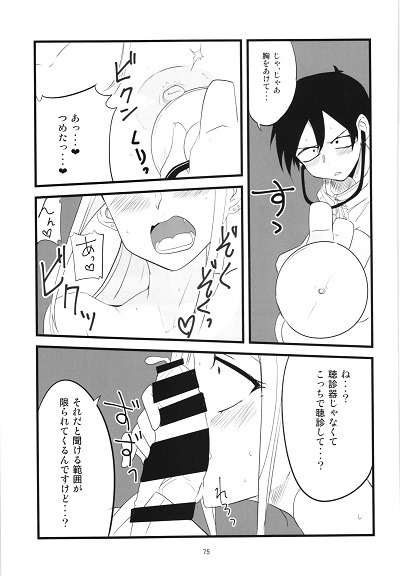 じゃ、じゃあ
胸をあけて・・・
すっ
ビクン
あっ・・・
つめたっ・・・♥
くりっ
んんっ♡
あっ♡
ビクッ
ぞく
ぞくっ
♡
ね・・・?
聴診器じゃなくて
こっちで聴診して・・・?
れろっ
それだと聞ける範囲が
限られてくるんですけど・・・?
75